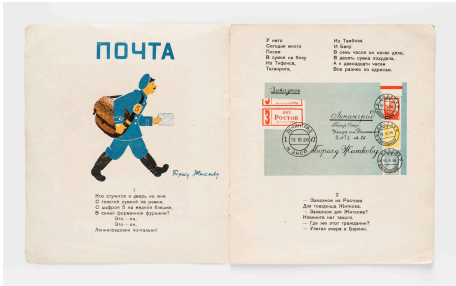 ПОЧТА
Борису Житкову
1
Кто стучится в дверь ко мне
С толстой сумкой на ремне,
С цифрой 5 на медной бляшке,
В синей форменной фуражке?
Это — он,
Это — он,
Ленинградский почтальон!
У него
Сегодня много
Писем
В сумке на боку
Из Тифлиса,
Таганрога,
Из Тамбова
И Баку.
В семь часов он начал дело,
В десять сумка похудела,
А к двенадцати часам
Все разнес по адресам.
Заказное
З
РОСТОВ
Ленинград
Борису Житкову
2
— Заказное из Ростова
Для товарища Житкова.
— Заказное для Житкова?
Извините нет такого.
— Где же этот гражданин?
— Улетел вчера в Берлин.